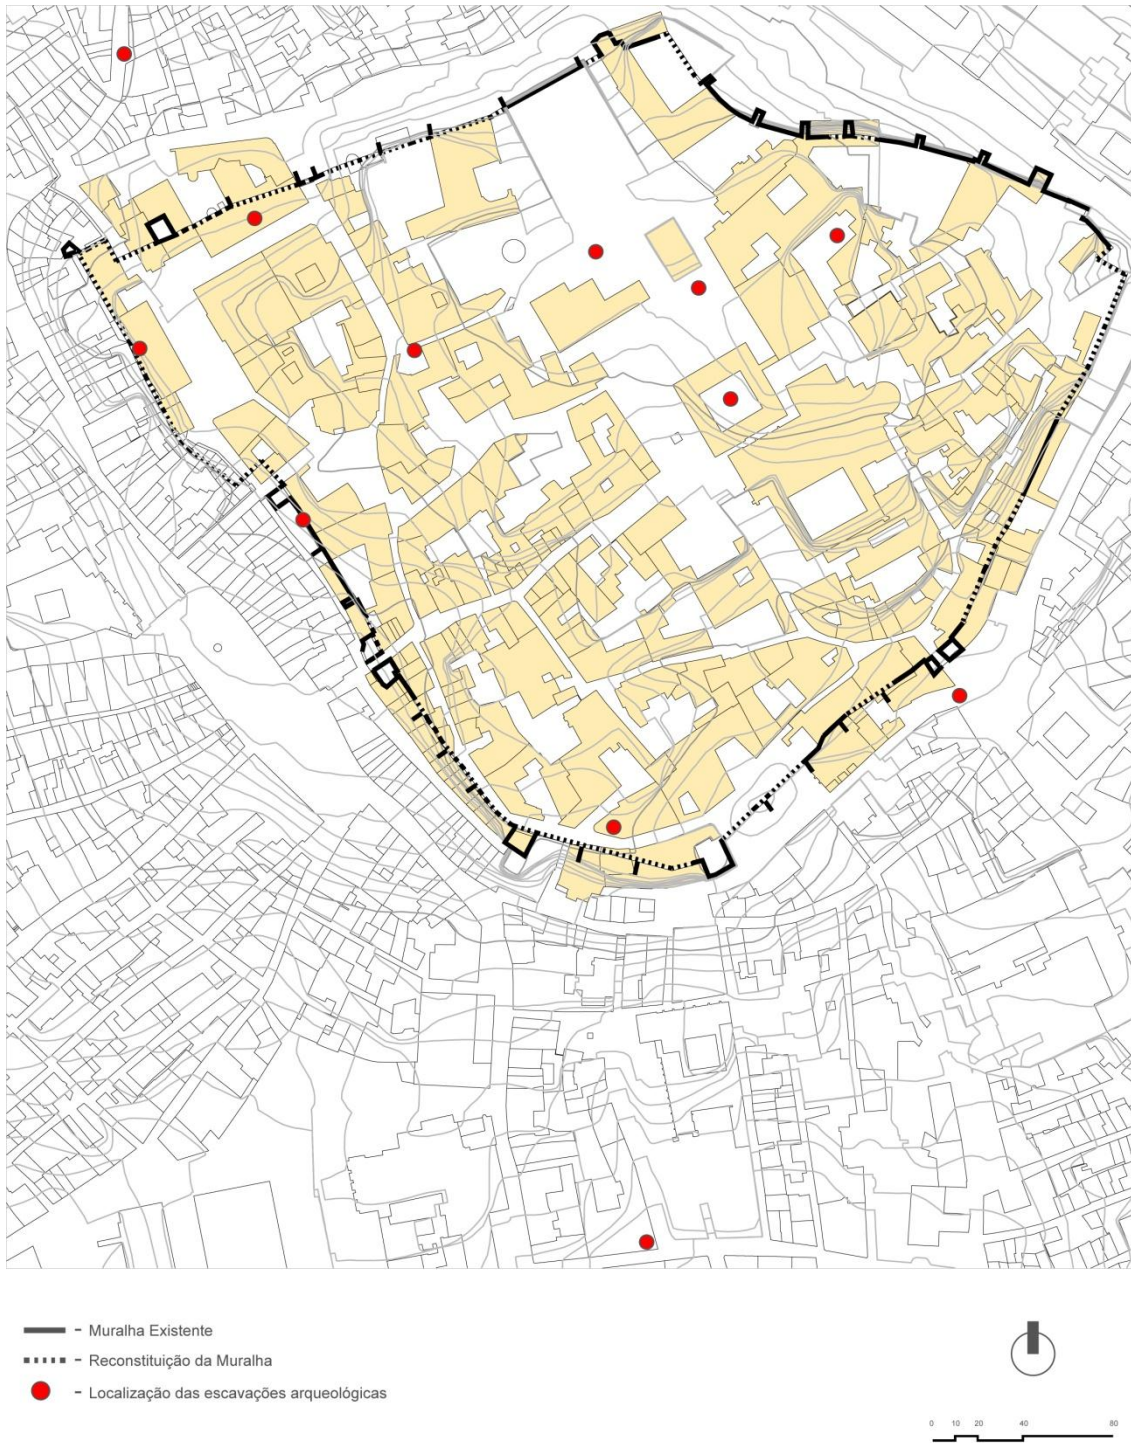 - Muralha Existente
- Reconstituição da Muralha
- Localização das escavações arqueológicas
0 10 20 40 80